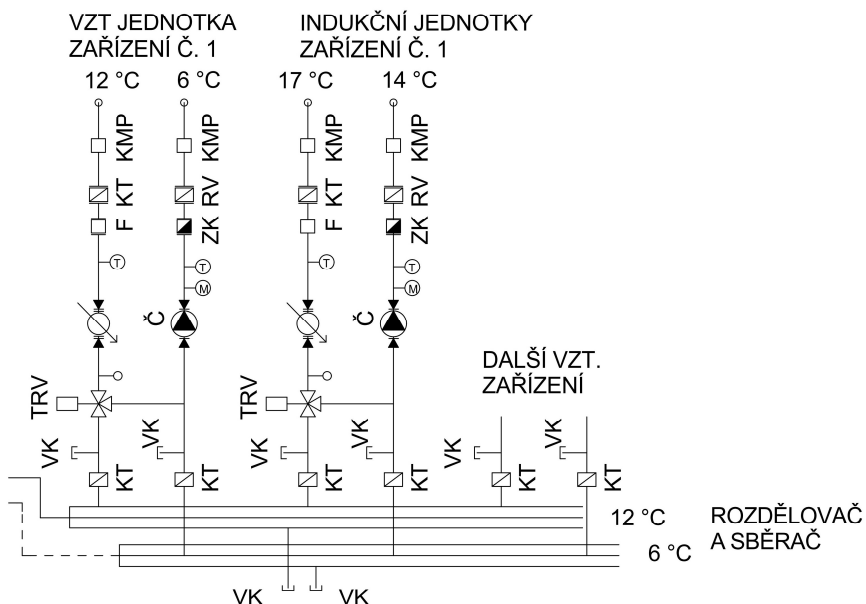 VZT JEDNOTKA
ZAŘÍZENÍ Č. 1
INDUKČNÍ JEDNOTKY
ZAŘÍZENÍ Č. 1
12 °C
6 °C
17 °C
14 °C
KMP
KMP
KMP
KMP
KT
RV
KT
RV
F
ZK
F
ZK
T
T
T
T
M
M
Č
Č
DALŠÍ VZT.
ZAŘÍZENÍ
TRV
TRV
VK
VK
VK
VK
VK
VK
KT
KT
KT
KT
KT
KT
12 °C
6 °C
ROZDĚLOVAČ
A SBĚRAČ
VK
VK